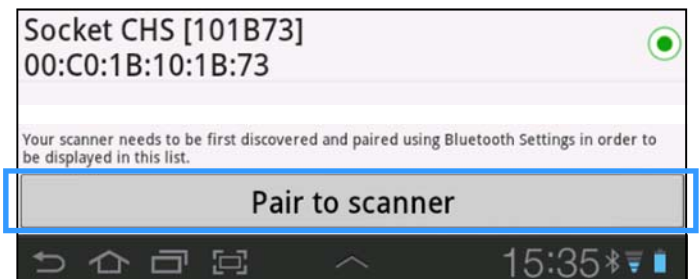 Socket CHS [101B73]
00:C0:1B:10:1B:73
Your scanner needs to be first discovered and paired using Bluetooth Settings in order to
be displayed in this list.
Pair to scanner
15:35